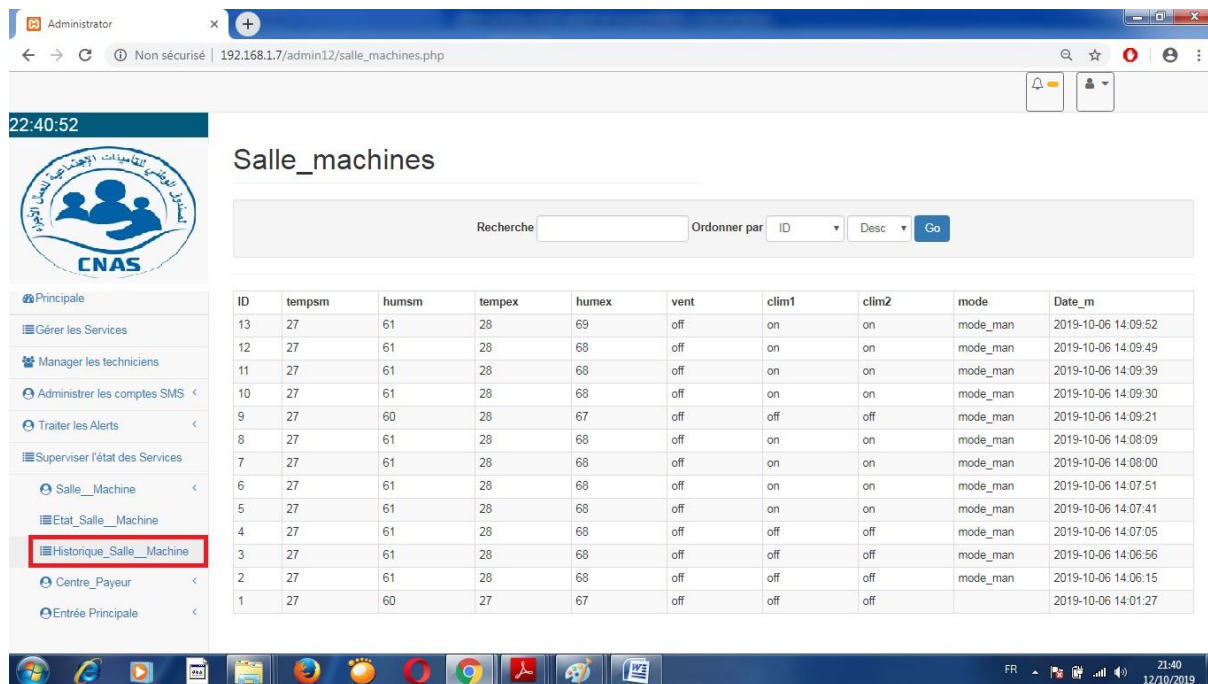 Administrator
Non sécurisé | 192.168.1.7/admin12/salle_machines.php
22:40:52
الصندوق الوطني للتأمينات الإجتماعية للعمال الأجراء
CNAS
Principale
Gérer les Services
Manager les techniciens
Administrer les comptes SMS
Traiter les Alerts
Superviser l'état des Services
Salle__Machine
Etat_Salle__Machine
Historique_Salle__Machine
Centre_Payeur
Entrée Principale
Salle_machines
Recherche Ordonner par ID Desc Go
ID tempsm humsm tempex humex vent clim1 clim2 mode Date_m
13 27 61 28 69 off on on mode_man 2019-10-06 14:09:52
12 27 61 28 68 off on on mode_man 2019-10-06 14:09:49
11 27 61 28 68 off on on mode_man 2019-10-06 14:09:39
10 27 61 28 68 off on on mode_man 2019-10-06 14:09:30
9 27 60 28 67 off off off mode_man 2019-10-06 14:09:21
8 27 61 28 68 off on on mode_man 2019-10-06 14:08:09
7 27 61 28 68 off on on mode_man 2019-10-06 14:08:00
6 27 61 28 68 off on on mode_man 2019-10-06 14:07:51
5 27 61 28 68 off on on mode_man 2019-10-06 14:07:41
4 27 61 28 68 off off off mode_man 2019-10-06 14:07:05
3 27 61 28 68 off off off mode_man 2019-10-06 14:06:56
2 27 61 28 68 off off off mode_man 2019-10-06 14:06:15
1 27 60 27 67 off off off 2019-10-06 14:01:27
FR
21:40
12/10/2019